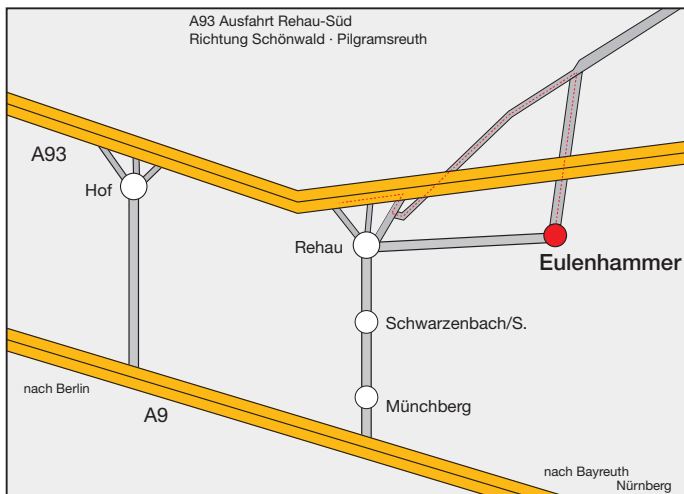 A93 Ausfahrt Rehau-Süd
Richtung Schönwald · Pilgramsreuth
A93
Hof
Rehau
Eulenhammer
Schwarzenbach/S.
nach Berlin
Münchberg
A9
nach Bayreuth
Nürnberg